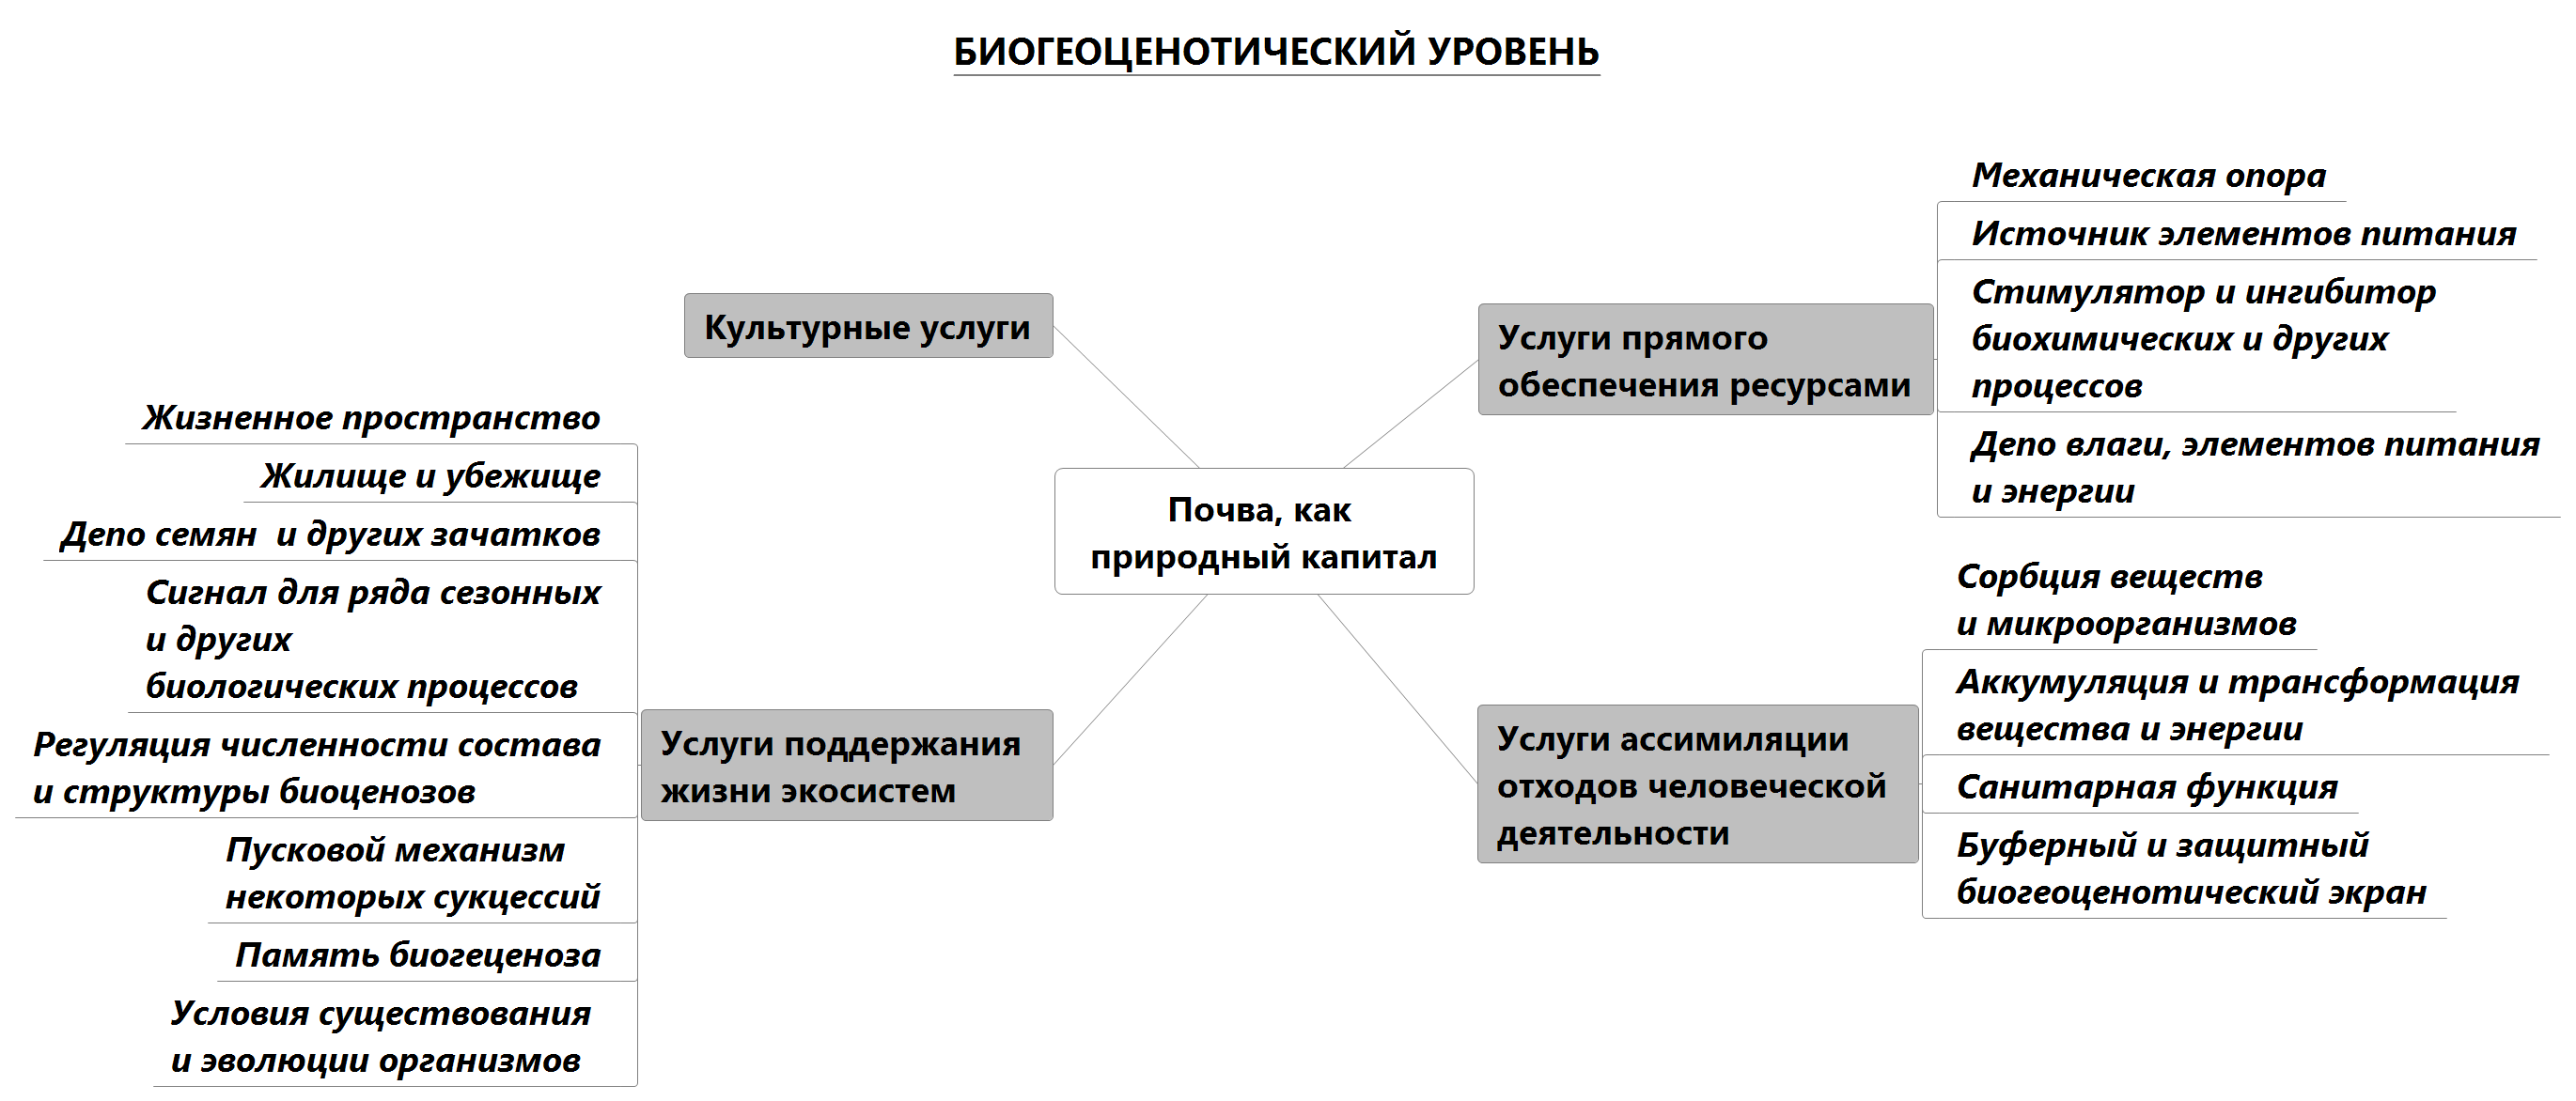 БИОГЕОЦЕНОТИЧЕСКИЙ УРОВЕНЬ
Культурные услуги
Жизненное пространство
Жилище и убежище
Депо семян  и других зачатков
Сигнал для ряда сезонных
и других
биологических процессов
Регуляция численности состава
и структуры биоценозов
Пусковой механизм
некоторых сукцессий
Память биогеценоза
Условия существования
и эволюции организмов
Услуги поддержания
жизни экосистем
Почва, как
природный капитал
Услуги прямого
обеспечения ресурсами
Механическая опора
Источник элементов питания
Стимулятор и ингибитор
биохимических и других
процессов
Депо влаги, элементов питания
и энергии
Услуги ассимиляции
отходов человеческой
деятельности
Сорбция веществ
и микроорганизмов
Аккумуляция и трансформация
вещества и энергии
Санитарная функция
Буферный и защитный
биогеоценотический экран